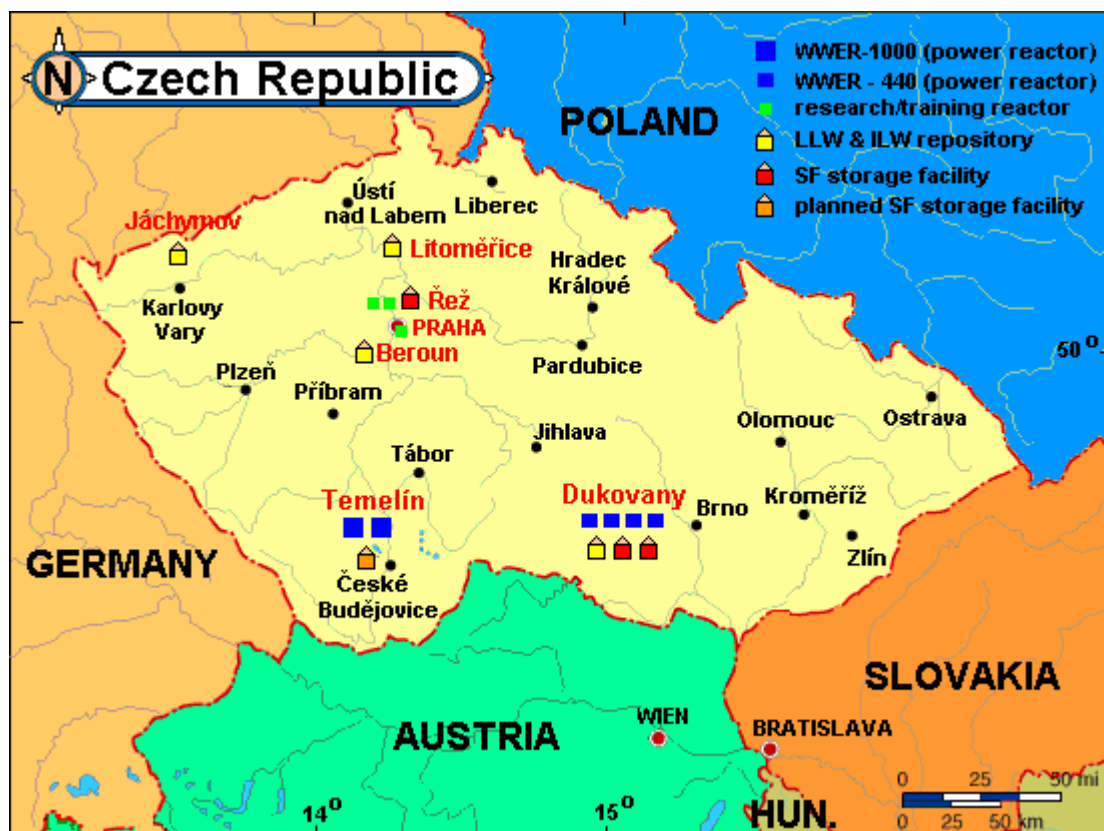 N
Czech Republic
WWER-1000 (power reactor)
WWER - 440 (power reactor)
research/training reactor
LLW & ILW repository
SF storage facility
planned SF storage facility
POLAND
Ústí
nad Labem
Liberec
Jáchymov
Litoměřice
Hradec
Králové
Karlovy
Vary
Řež
PRAHA
Beroun
Pardubice
50°
Plzeň
Příbram
Ostrava
Olomouc
Jihlava
Tábor
Temelín
Dukovany
Brno
Kroměříž
Zlín
GERMANY
České
Budějovice
SLOVAKIA
AUSTRIA
WIEN
BRATISLAVA
0 25 50 mi
0 25 50 km
HUN.
14°
15°